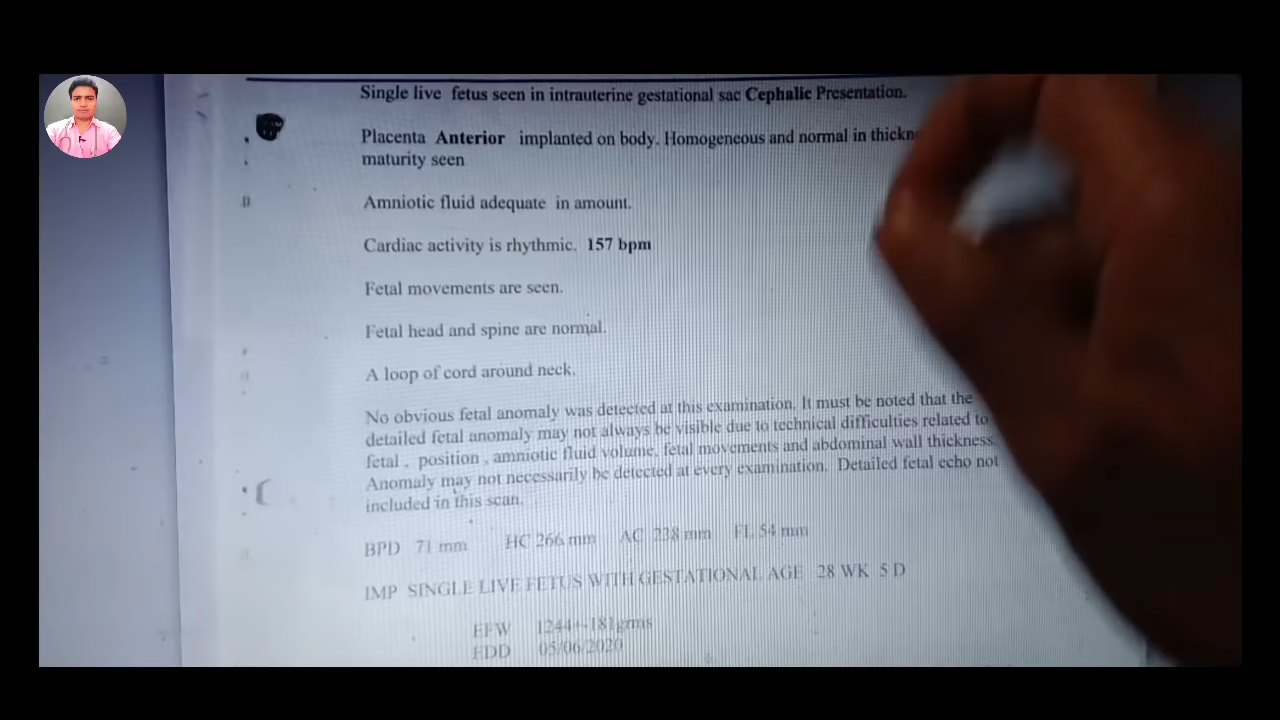 Single live fetus seen in intrauterine gestational sac Cephalic Presentation.
Placenta Anterior implanted on body. Homogeneous and normal in
maturity seen
Amniotic fluid adequate in amount.
Cardiac activity is rhythmic. 157 bpm
Fetal movements are seen.
Fetal head and spine are normal.
A loop of cord around neck.
No obvious fetal anomaly was detected at this examination. It must be noted that the
detailed fetal anomaly may not always be visible due to technical difficulties related to
fetal , position , amniotic fluid volume, fetal movements and abdominal wall thickness.
Anomaly may not necessarily be detected at every examination. Detailed fetal echo not
included in this scan.
BPD 71 mm HC 266 mm AC 238 mm FL 54 mm
IMP SINGLE LIVE FETUS WITH GESTATIONAL AGE 28 WK 5 D
EFW 1244+-181grms
EDD 05/06/2020